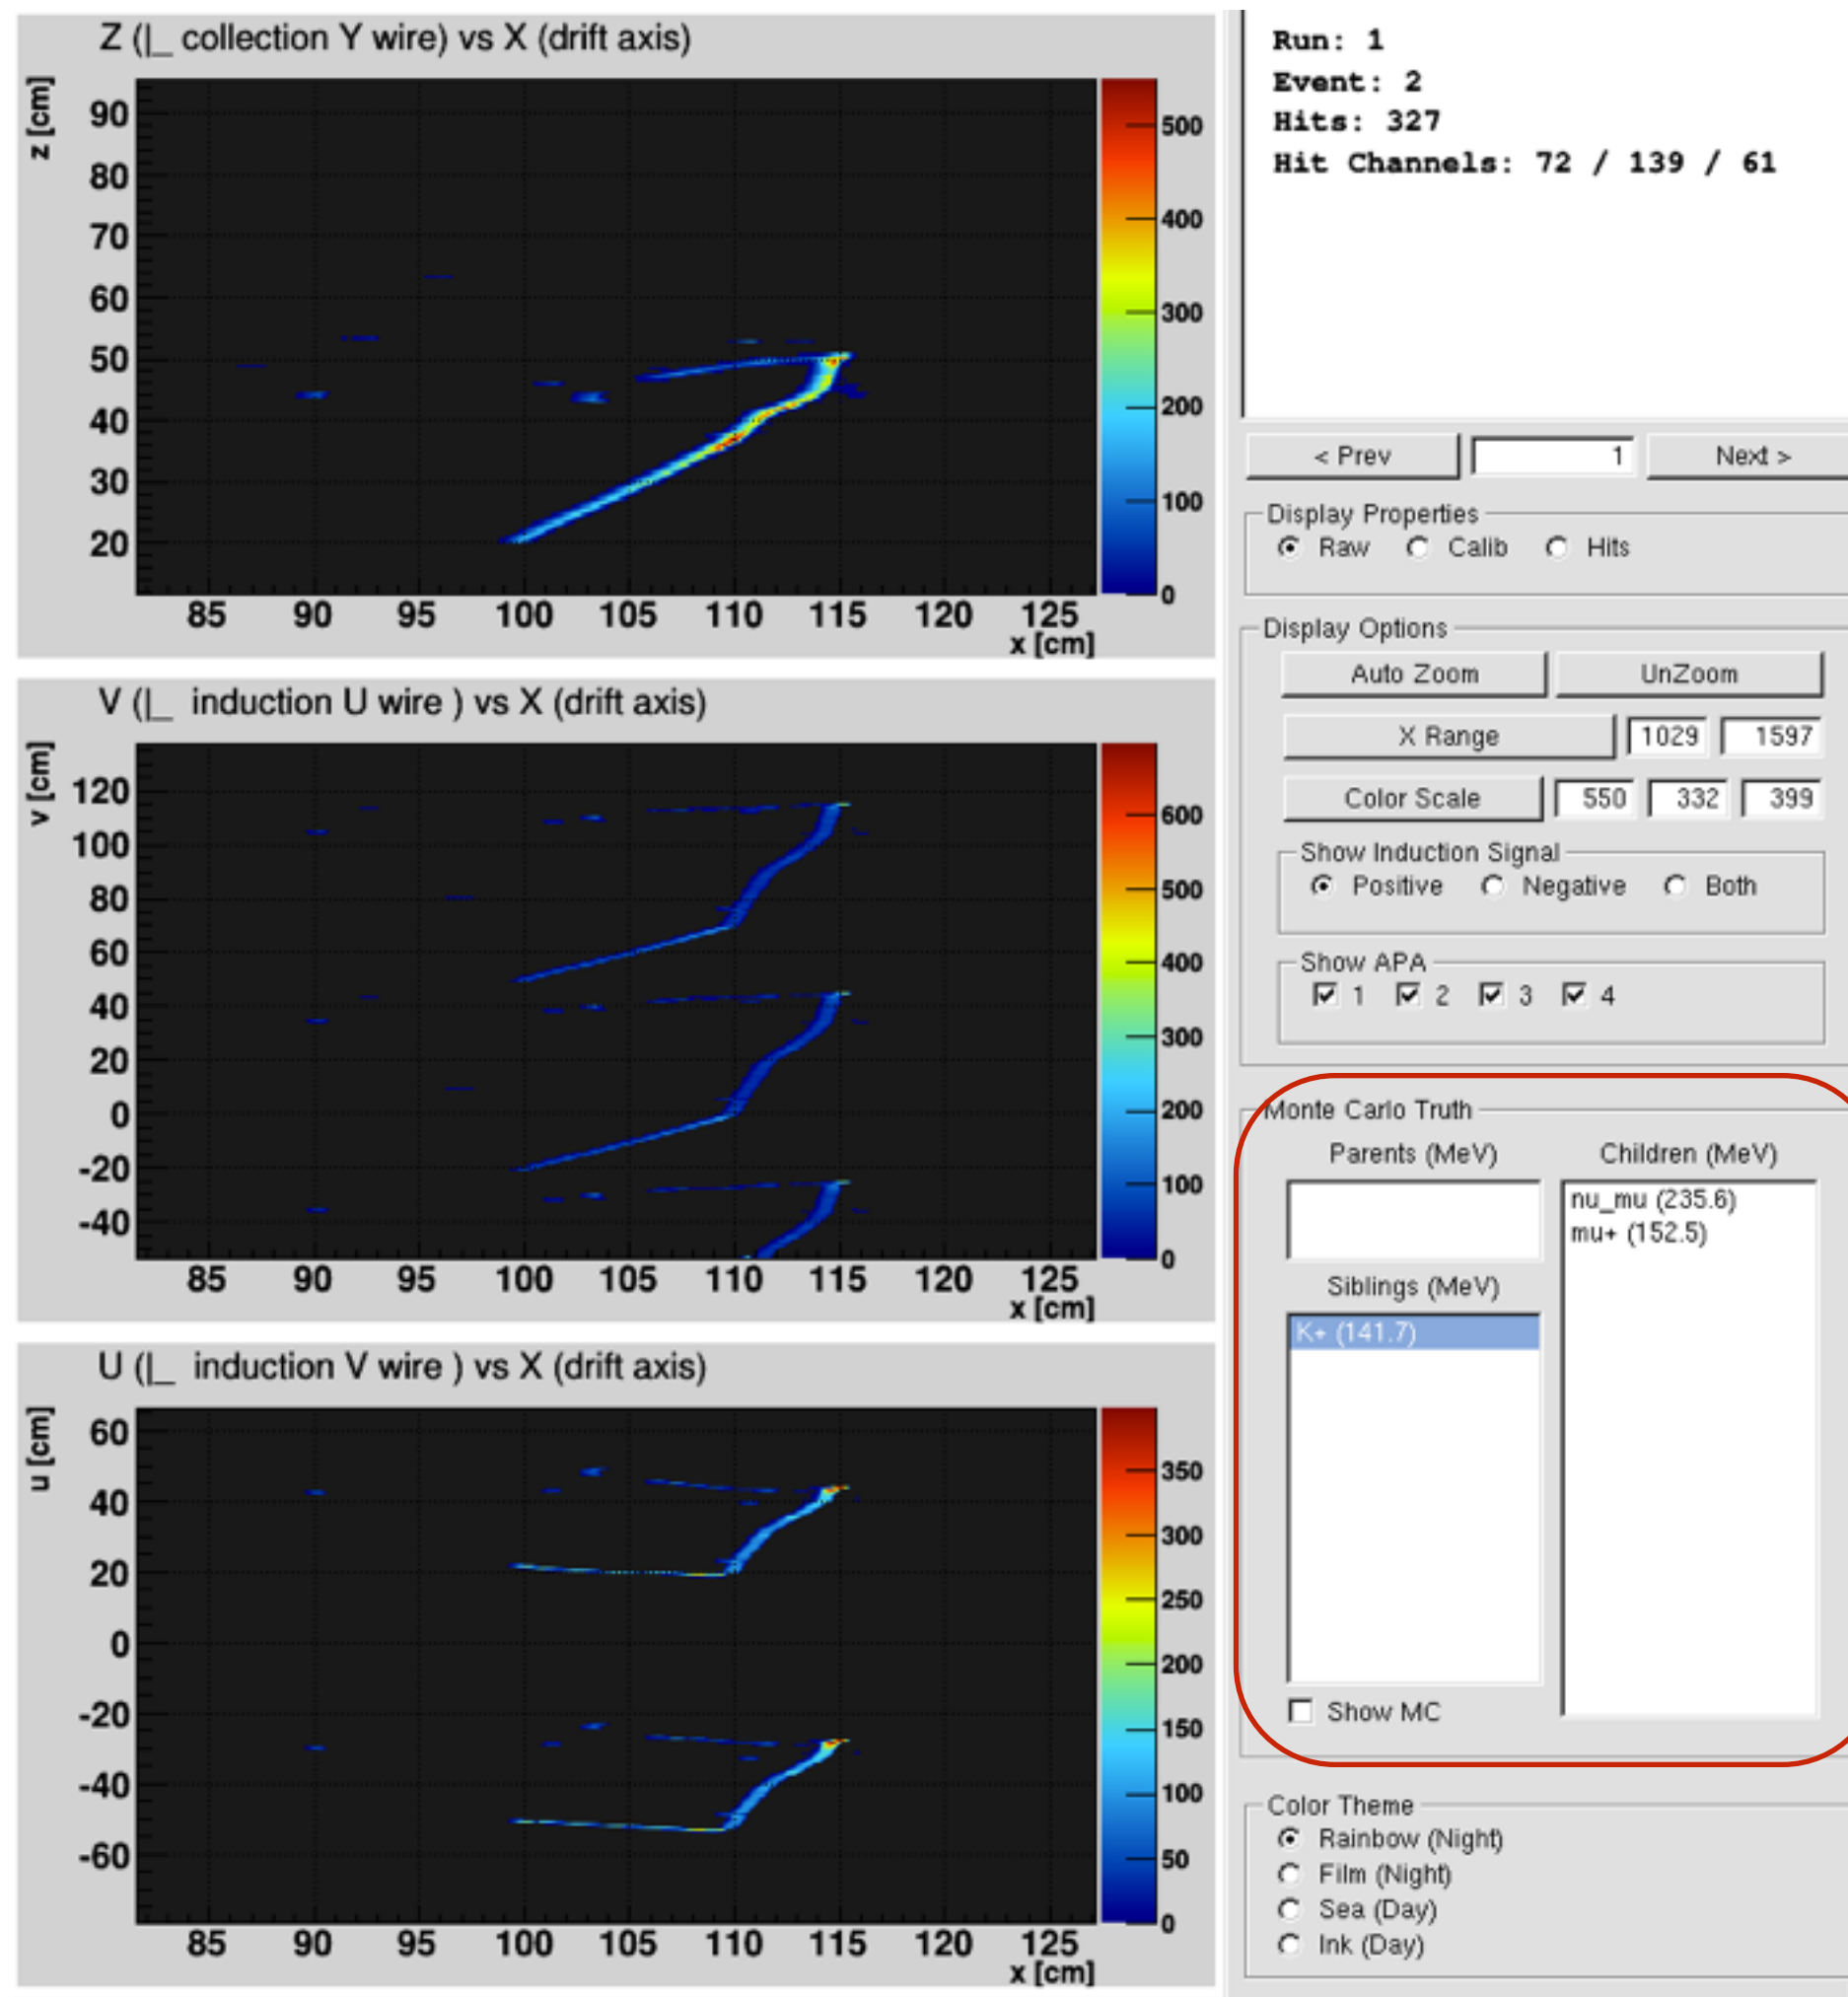 Z (|_ collection Y wire) vs X (drift axis)
z [cm]
90
80
70
60
50
40
30
20
85 90 95 100 105 110 115 120 125
x [cm]
500
400
300
200
100
0
V (|_ induction U wire ) vs X (drift axis)
v [cm]
120
100
80
60
40
20
0
-20
-40
85 90 95 100 105 110 115 120 125
x [cm]
600
500
400
300
200
100
0
U (|_ induction V wire ) vs X (drift axis)
u [cm]
60
40
20
0
-20
-40
-60
85 90 95 100 105 110 115 120 125
x [cm]
350
300
250
200
150
100
50
0
Run: 1
Event: 2
Hits: 327
Hit Channels: 72 / 139 / 61
< Prev 1 Next >
Display Properties
Raw Calib Hits
Display Options
Auto Zoom UnZoom
X Range 1029 1597
Color Scale 550 332 399
Show Induction Signal
Positive Negative Both
Show APA
1 2 3 4
Monte Carlo Truth
Parents (MeV)
Siblings (MeV)
K+ (141.7)
Show MC
Children (MeV)
nu_mu (235.6)
mu+ (152.5)
Color Theme
Rainbow (Night)
Film (Night)
Sea (Day)
Ink (Day)